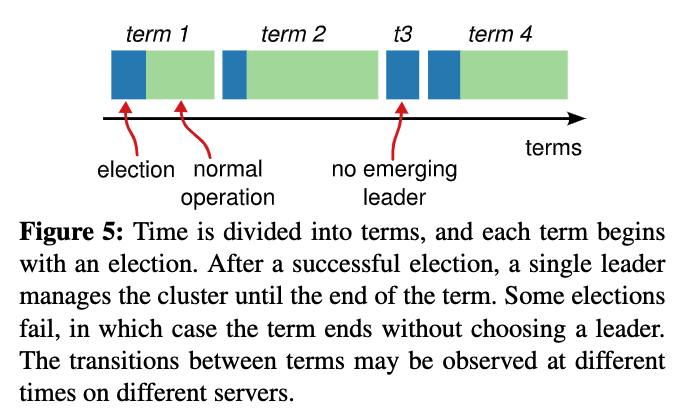 term 1 term 2 t3 term 4
terms
election normal operation no emerging leader
Figure 5: Time is divided into terms, and each term begins
with an election. After a successful election, a single leader
manages the cluster until the end of the term. Some elections
fail, in which case the term ends without choosing a leader.
The transitions between terms may be observed at different
times on different servers.